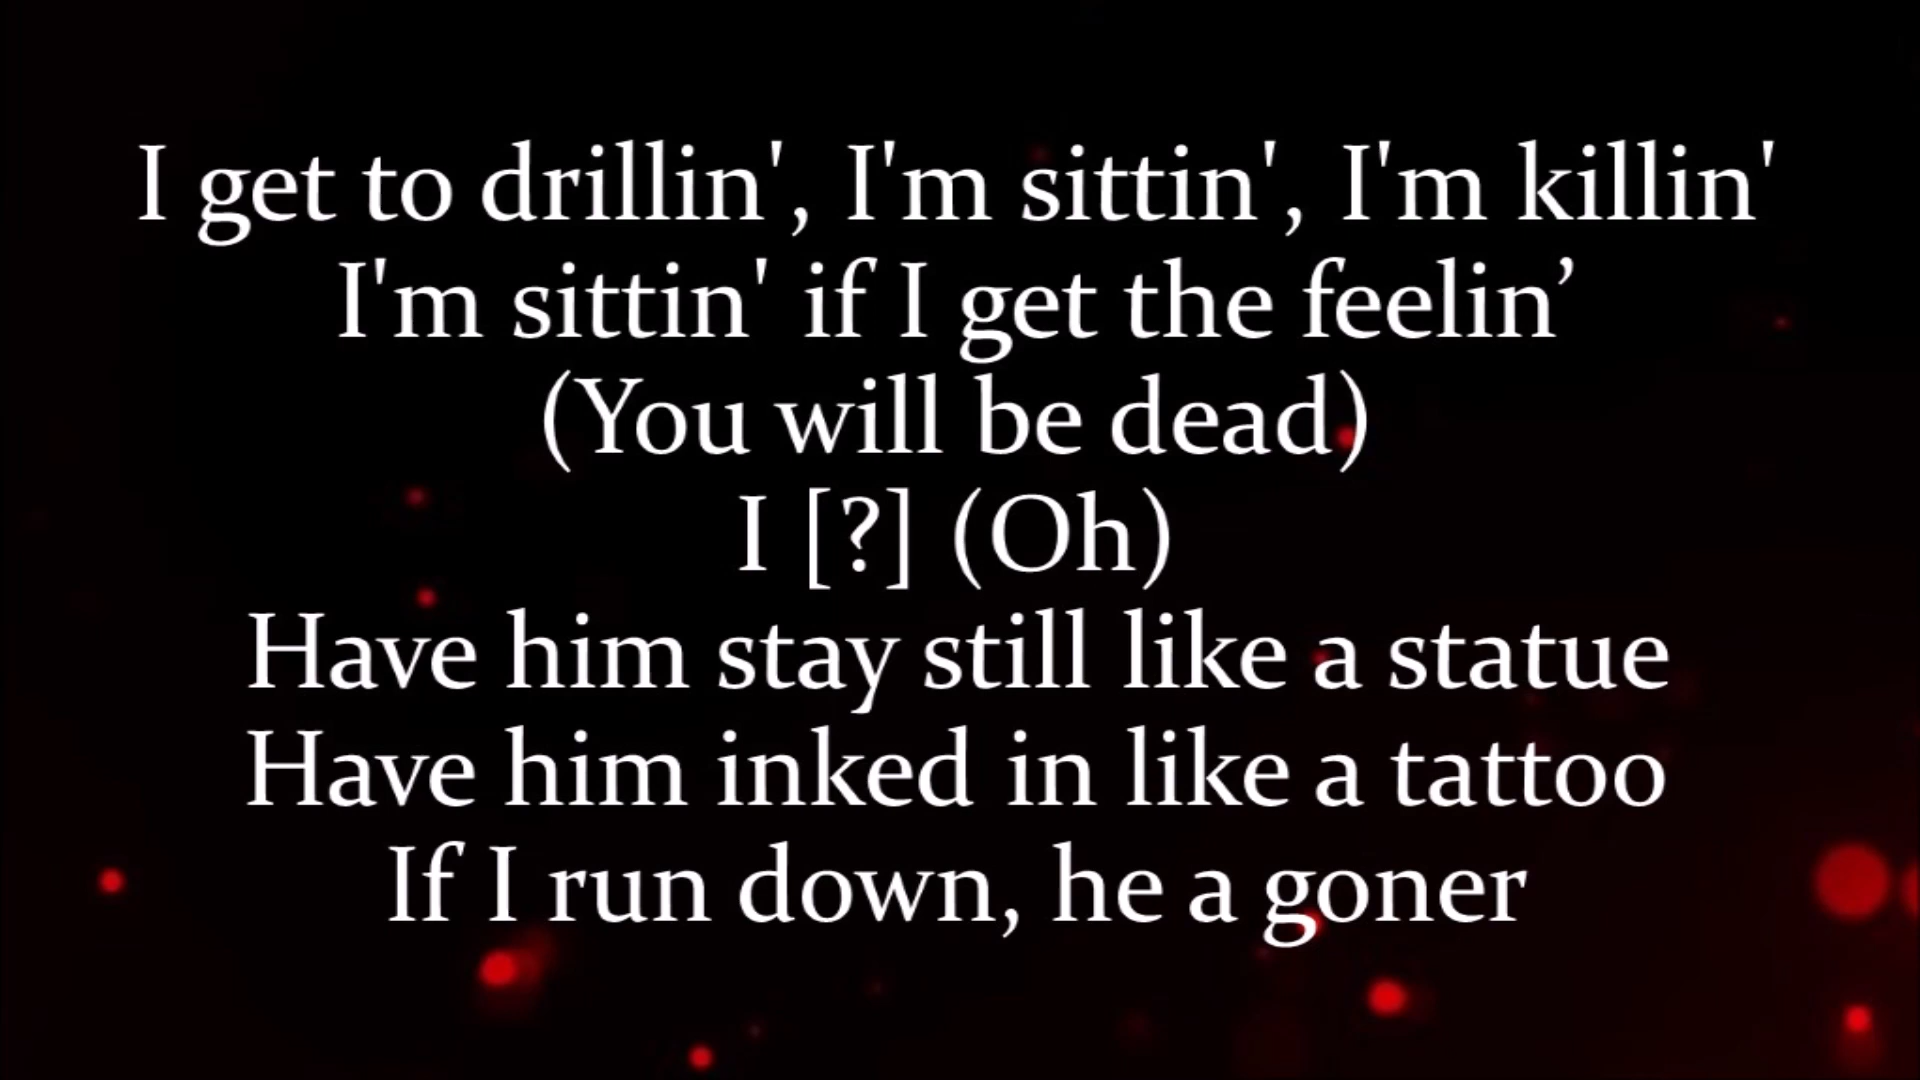 I get to drillin', I'm sittin', I'm killin'
I'm sittin' if I get the feelin’
(You will be dead)
I [?] (Oh)
Have him stay still like a statue
Have him inked in like a tattoo
If I run down, he a goner